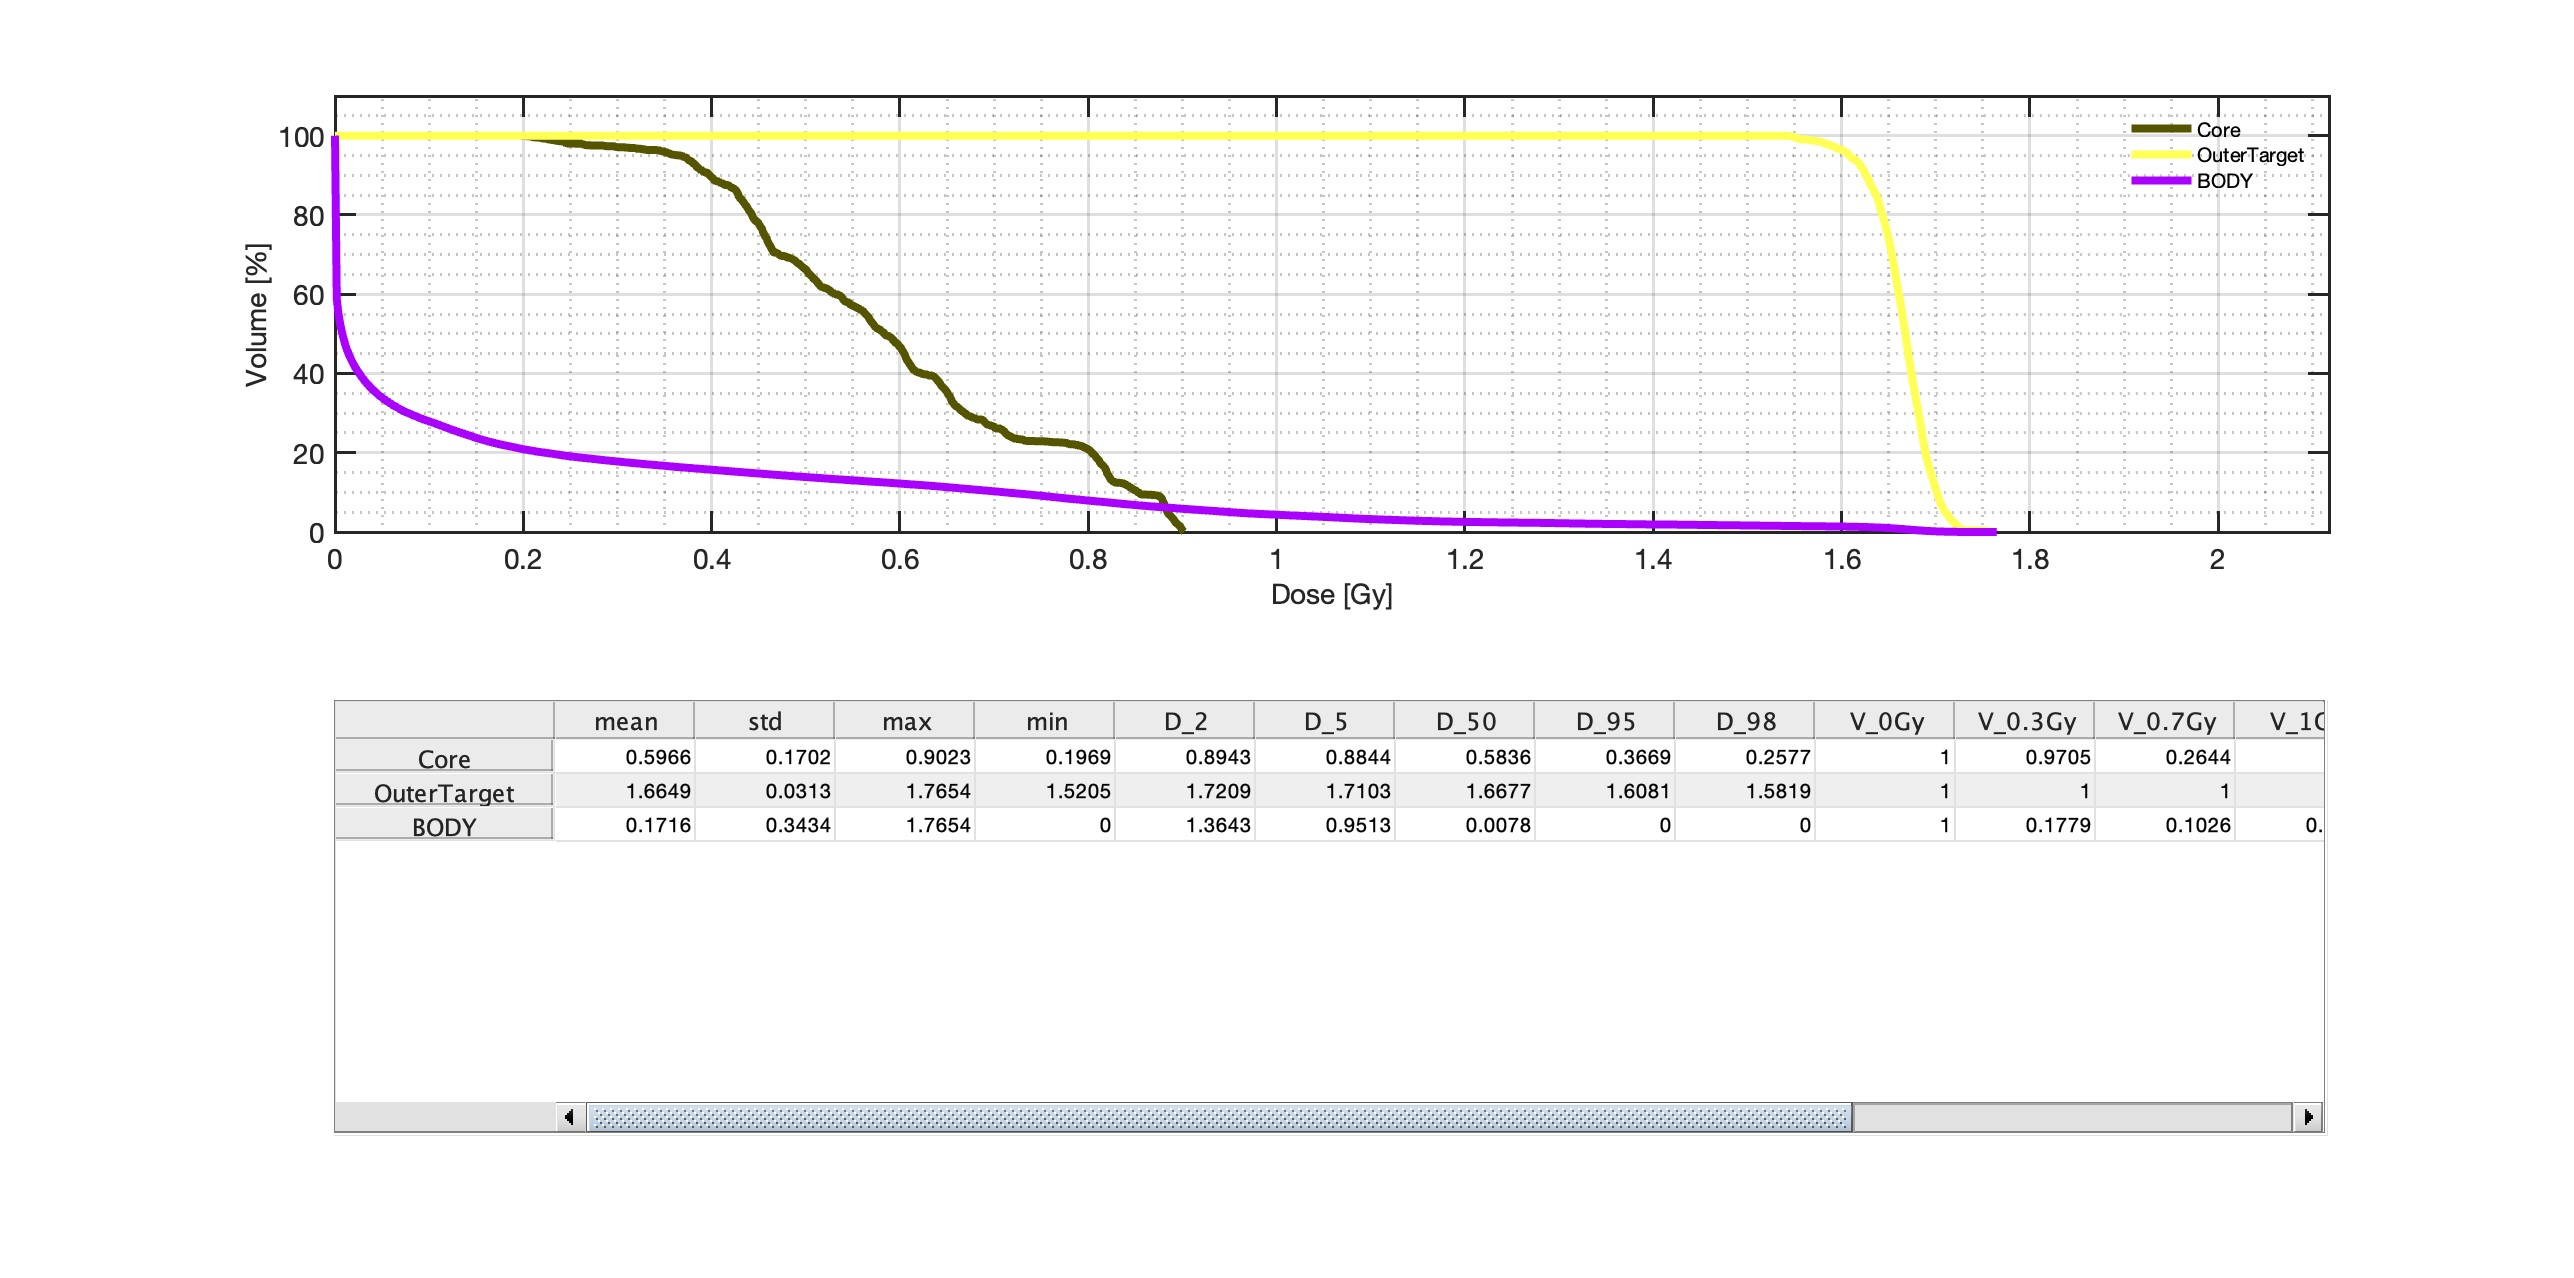 100
80
60
40
20
0
Volume [%]
Core
OuterTarget
BODY
0 0.2 0.4 0.6 0.8 1 1.2 1.4 1.6 1.8 2
Dose [Gy]
mean std max min D_2 D_5 D_50 D_95 D_98 V_0Gy V_0.3Gy V_0.7Gy
Core 0.5966 0.1702 0.9023 0.1969 0.8943 0.8844 0.5836 0.3669 0.2577 1 0.9705 0.2644
OuterTarget 1.6649 0.0313 1.7654 1.5205 1.7209 1.7103 1.6677 1.6081 1.5819 1 1 1
BODY 0.1716 0.3434 1.7654 0 1.3643 0.9513 0.0078 0 0 1 0.1779 0.1026 0.